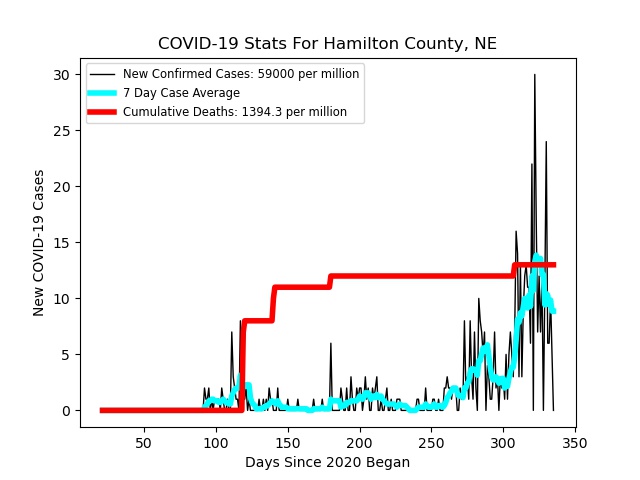 COVID-19 Stats For Hamilton County, NE
New Confirmed Cases: 59000 per million
7 Day Case Average
Cumulative Deaths: 1394.3 per million
30
25
20
15
10
5
0
New COVID-19 Cases
50 100 150 200 250 300 350
Days Since 2020 Began